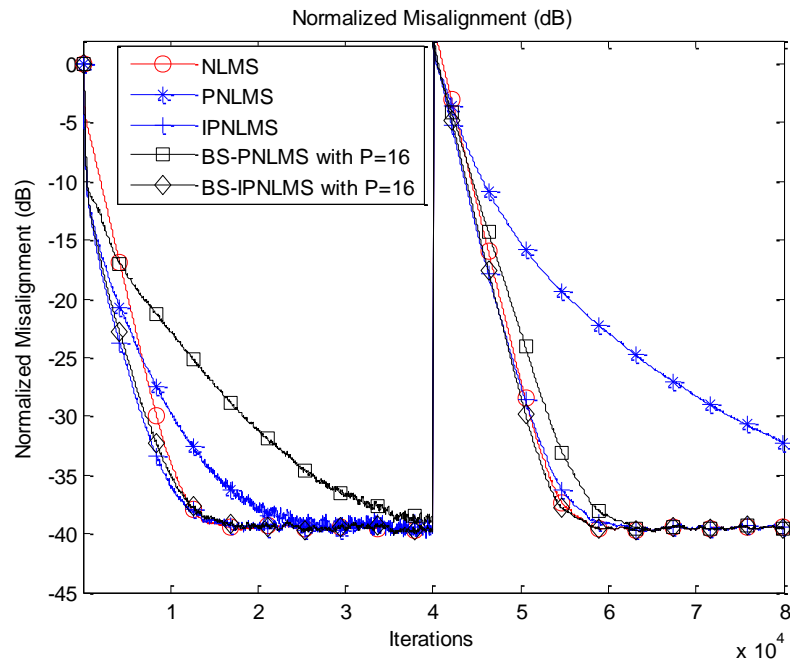 Normalized Misalignment (dB)
NLMS
PNLMS
IPNLMS
BS-PNLMS with P=16
BS-IPNLMS with P=16
Normalized Misalignment (dB)
0
-5
-10
-15
-20
-25
-30
-35
-40
-45
1
2
3
4
5
6
7
8
x 10^4
Iterations